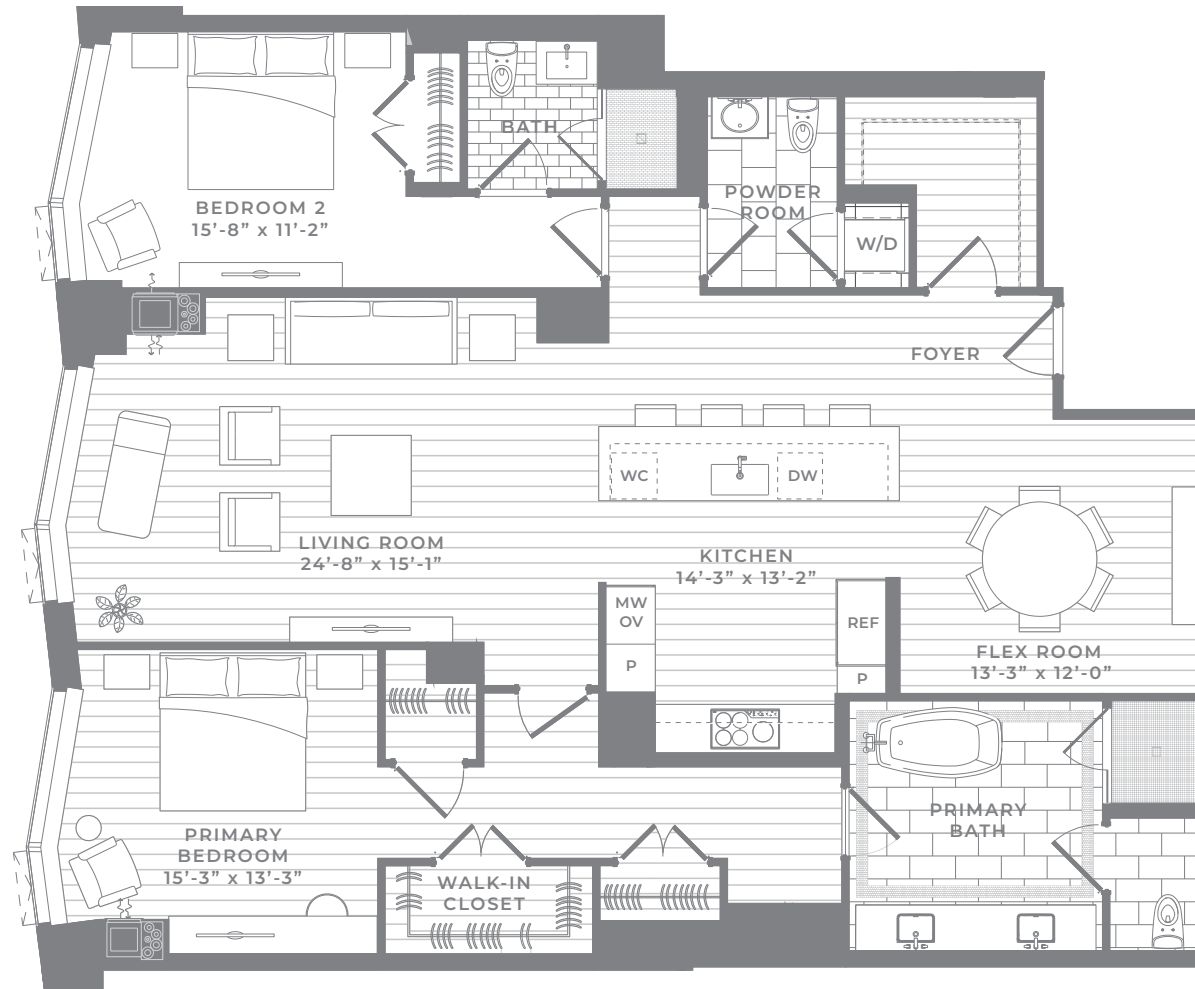 BATH
BEDROOM 2
15’-8” x 11’-2”
POWDER
ROOM
W/D
FOYER
WC
DW
LIVING ROOM
24’-8” x 15’-1”
KITCHEN
14’-3” x 13’-2”
MW
OV
P
REF
P
FLEX ROOM
13’-3” x 12’-0”
PRIMARY
BEDROOM
15’-3” x 13’-3”
WALK-IN
CLOSET
PRIMARY
BATH